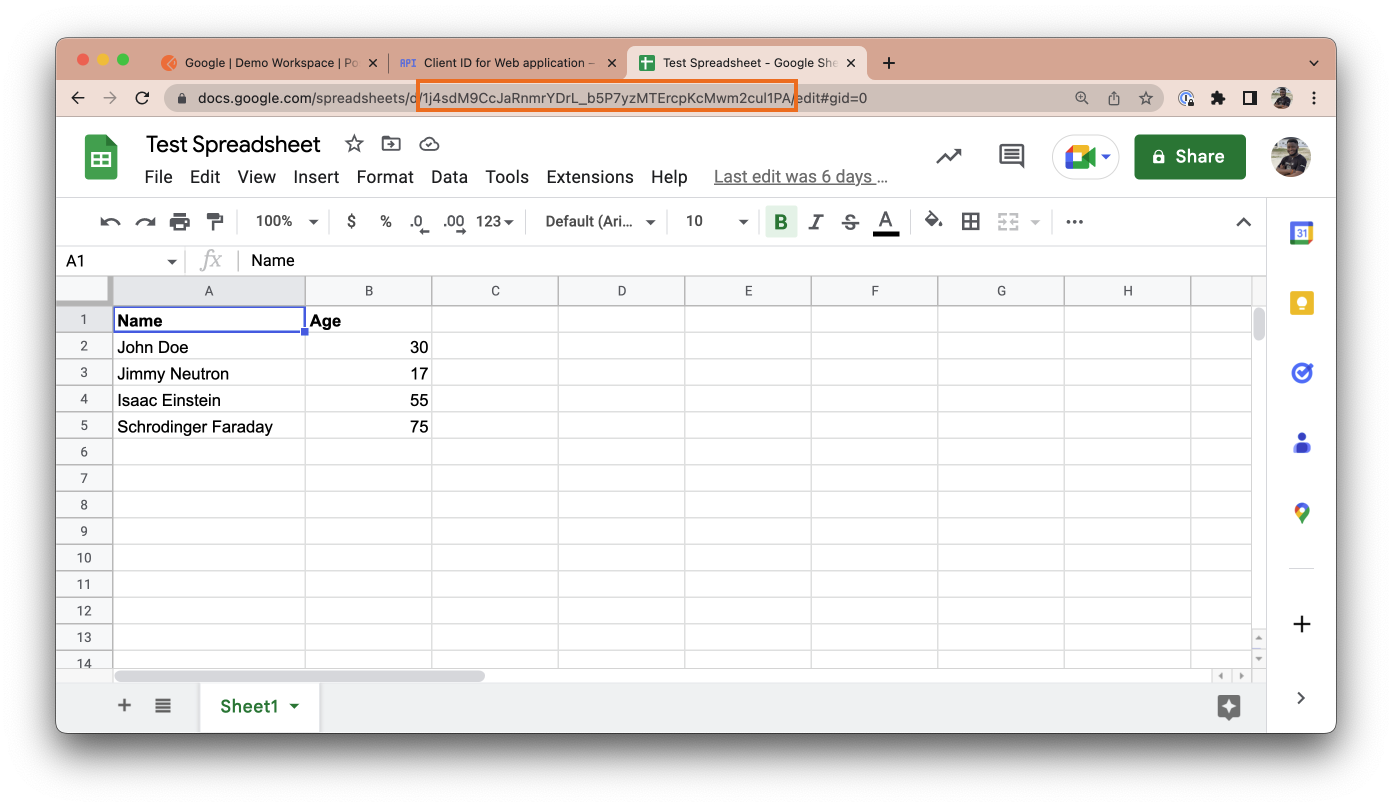 Google | Demo Workspace | Po
API Client ID for Web application –
Test Spreadsheet - Google She
docs.google.com/spreadsheets/d/1j4sdM9CcJaRnmrYDrL_b5P7yzMTErcpKcMwm2cul1PA/edit#gid=0
Test Spreadsheet
File Edit View Insert Format Data Tools Extensions Help Last edit was 6 days ...
Share
100% $ % .0 .00 123 Default (Ari... 10 B I S A
31
A1 fx Name
A B C D E F G H
1 Name Age
2 John Doe 30
3 Jimmy Neutron 17
4 Isaac Einstein 55
5 Schrodinger Faraday 75
6
7
8
9
10
11
12
13
14
Sheet1